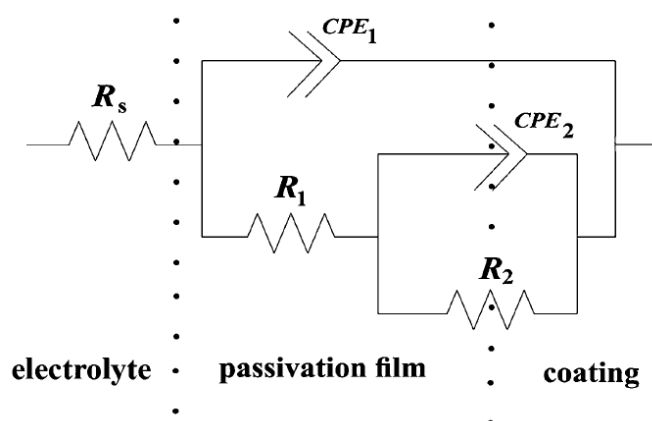 CPE1
Rs
CPE2
R1
R2
electrolyte
passivation film
coating